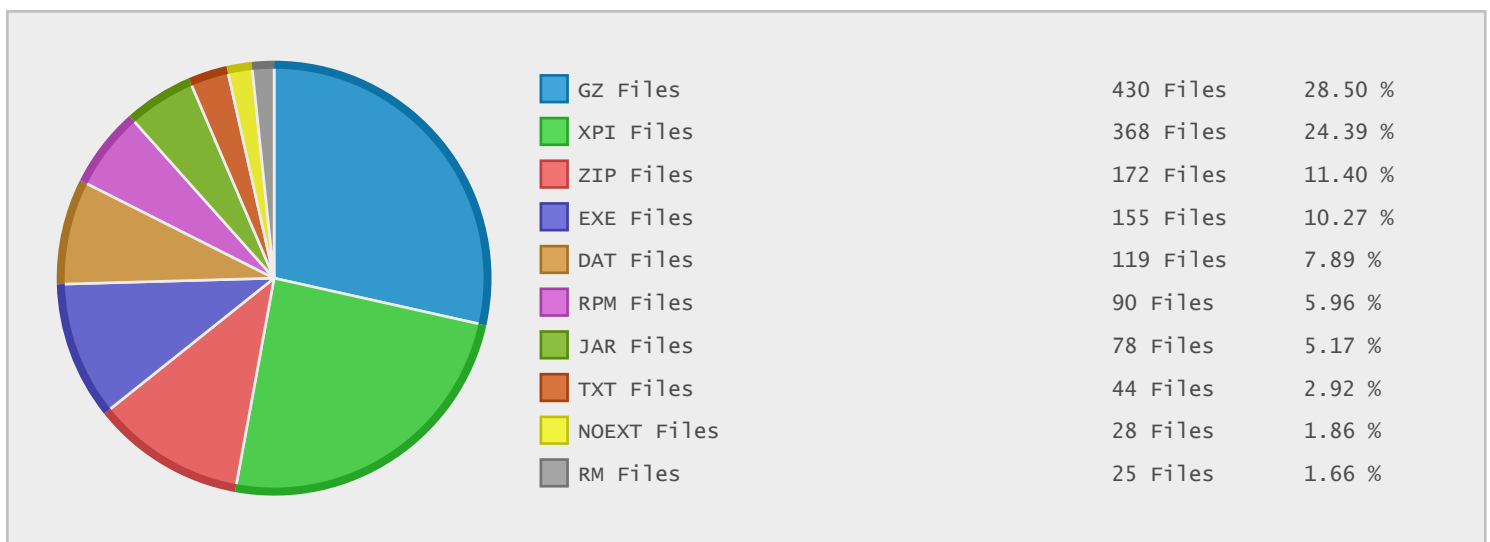 GZ Files 430 Files 28.50 %
XPI Files 368 Files 24.39 %
ZIP Files 172 Files 11.40 %
EXE Files 155 Files 10.27 %
DAT Files 119 Files 7.89 %
RPM Files 90 Files 5.96 %
JAR Files 78 Files 5.17 %
TXT Files 44 Files 2.92 %
NOEXT Files 28 Files 1.86 %
RM Files 25 Files 1.66 %